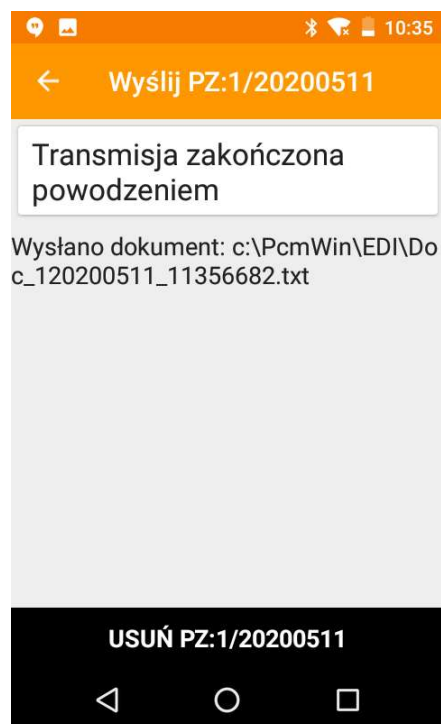 10:35
Wyślij PZ:1/20200511
Transmisja zakończona
powodzeniem
Wysłano dokument: c:\PcmWin\EDI\Do
c_120200511_11356682.txt
USUŃ PZ:1/20200511